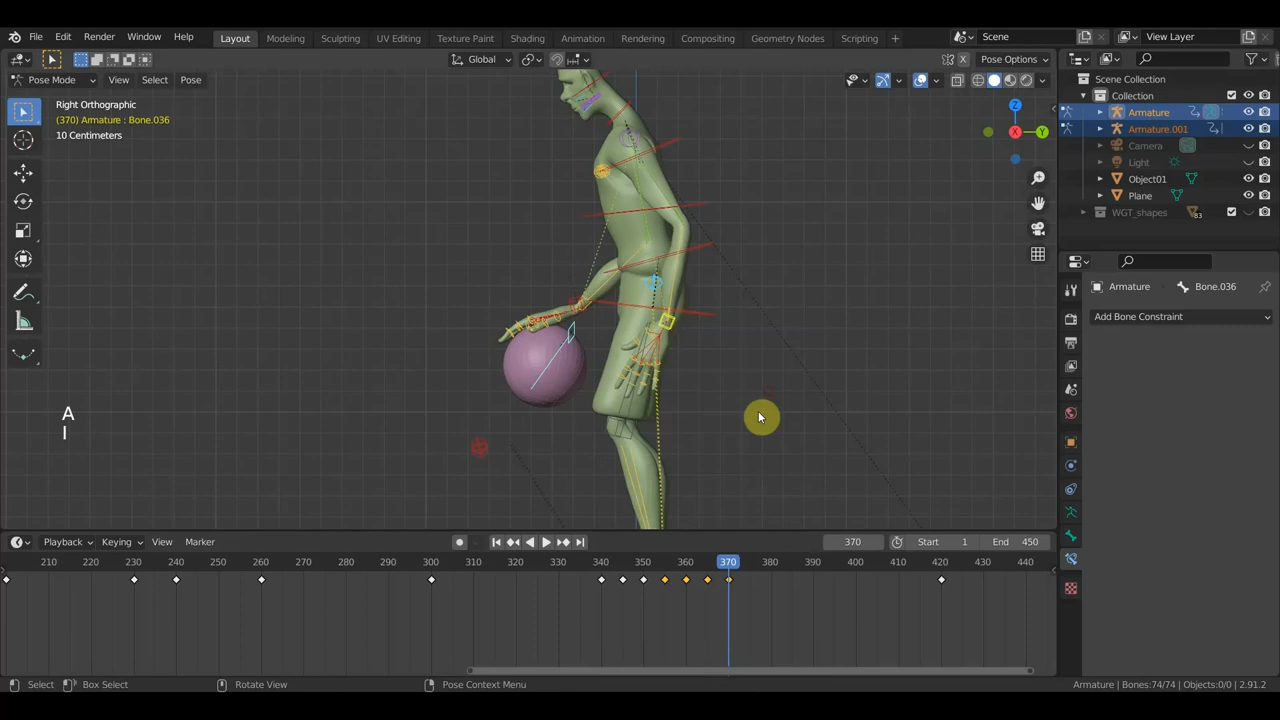 File Edit Render Window Help Layout Modeling Sculpting UV Editing Texture Paint Shading Animation Rendering Compositing Geometry Nodes Scripting + Scene View Layer
Global Pose Options
Pose Mode View Select Pose
Right Orthographic
(370) Armature : Bone.036
10 Centimeters
Z
Y
X
Scene Collection
Collection
Armature
Armature.001
Camera
Light
Object01
Plane
WGT_shapes
83
Armature Bone.036
Add Bone Constraint
A
I
Playback Keying View Marker 370 Start 1 End 450
210 220 230 240 250 260 270 280 290 300 310 320 330 340 350 360 370 380 390 400 410 420 430 440
Select Box Select Rotate View Pose Context Menu Armature | Bones:74/74 | Objects:0/0 | 2.91.2